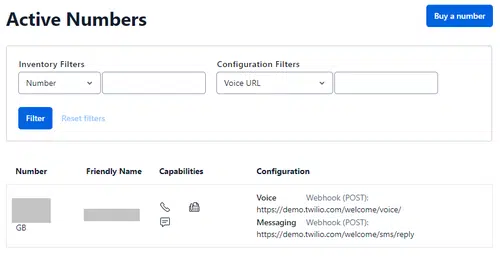 Active Numbers
Buy a number
Inventory Filters
Configuration Filters
Number
Voice URL
Filter Reset filters
Number Friendly Name Capabilities Configuration
GB
Voice Webhook (POST):
https://demo.twilio.com/welcome/voice/
Messaging Webhook (POST):
https://demo.twilio.com/welcome/sms/reply